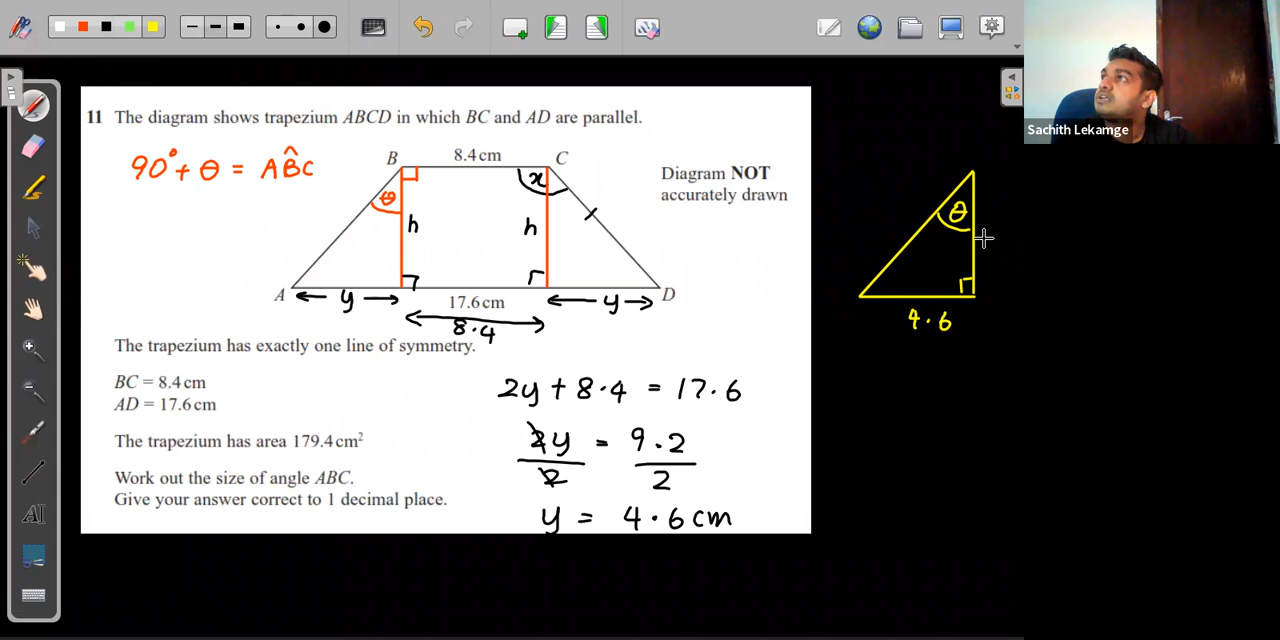 Sachith Lekamge
11 The diagram shows trapezium ABCD in which BC and AD are parallel.
90° + θ = AB̂C
B 8.4 cm C
Diagram NOT
accurately drawn
θ x
h h
A y 17.6 cm y D
8.4
θ
4.6
The trapezium has exactly one line of symmetry.
BC = 8.4 cm
AD = 17.6 cm
The trapezium has area 179.4 cm²
Work out the size of angle ABC.
Give your answer correct to 1 decimal place.
2y + 8.4 = 17.6
2y = 9.2
2 2
y = 4.6 cm
AI